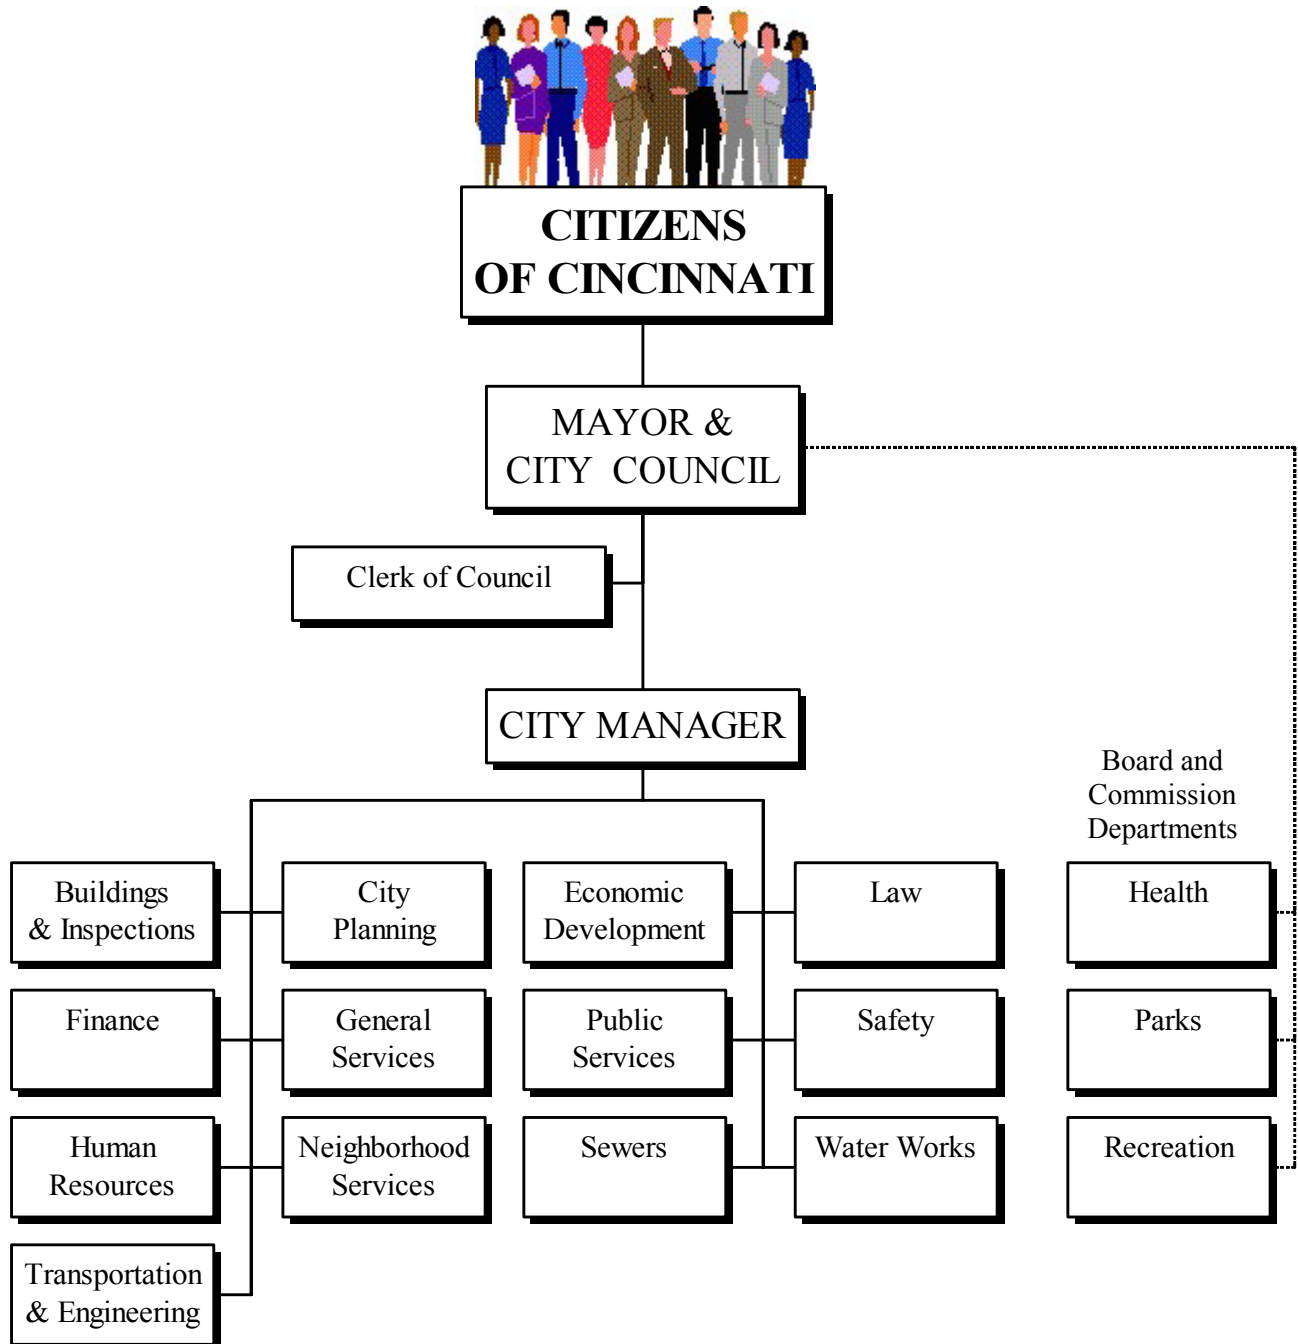 CITIZENS
OF CINCINNATI
MAYOR &
CITY COUNCIL
Clerk of Council
CITY MANAGER
Board and
Commission
Departments
Buildings
& Inspections
City
Planning
Economic
Development
Law
Health
Finance
General
Services
Public
Services
Safety
Parks
Human
Resources
Neighborhood
Services
Sewers
Water Works
Recreation
Transportation
& Engineering